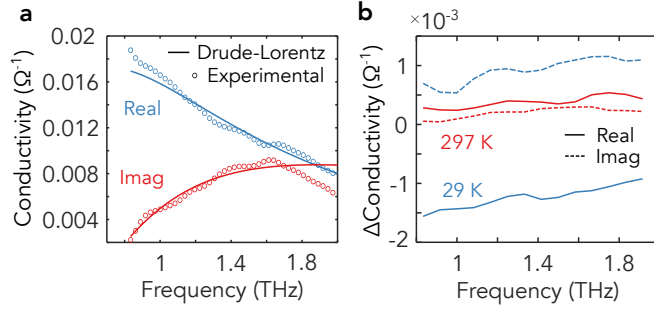 a
0.02
0.016
0.012
0.008
0.004
Conductivity (Ω⁻¹)
Drude-Lorentz
Experimental
Real
Imag
1
1.4
1.8
Frequency (THz)
b
×10⁻³
1
0
-1
-2
ΔConductivity (Ω⁻¹)
297 K
Real
Imag
29 K
1
1.4
1.8
Frequency (THz)